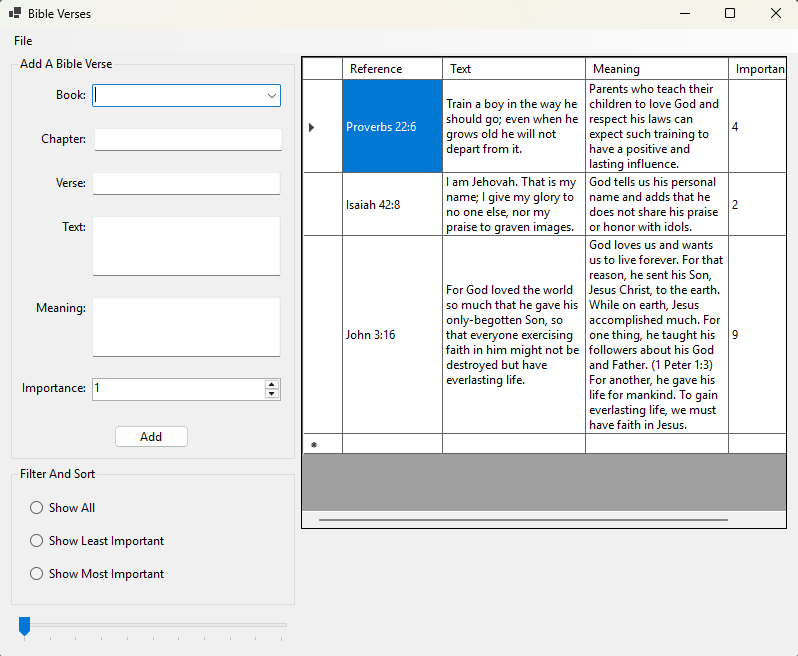 Bible Verses
File
Add A Bible Verse
Book:
Chapter:
Verse:
Text:
Meaning:
Importance:
1
Add
Filter And Sort
Show All
Show Least Important
Show Most Important
Reference
Text
Meaning
Importan
Proverbs 22:6
Train a boy in the way he
should go; even when he
grows old he will not
depart from it.
Parents who teach their
children to love God and
respect his laws can
expect such training to
have a positive and
lasting influence.
4
Isaiah 42:8
I am Jehovah. That is my
name; I give my glory to
no one else, nor my
praise to graven images.
God tells us his personal
name and adds that he
does not share his praise
or honor with idols.
2
John 3:16
For God loved the world
so much that he gave his
only-begotten Son, so
that everyone exercising
faith in him might not be
destroyed but have
everlasting life.
God loves us and wants
us to live forever. For that
reason, he sent his Son,
Jesus Christ, to the earth.
While on earth, Jesus
accomplished much. For
one thing, he taught his
followers about his God
and Father. (1 Peter 1:3)
For another, he gave his
life for mankind. To gain
everlasting life, we must
have faith in Jesus.
9